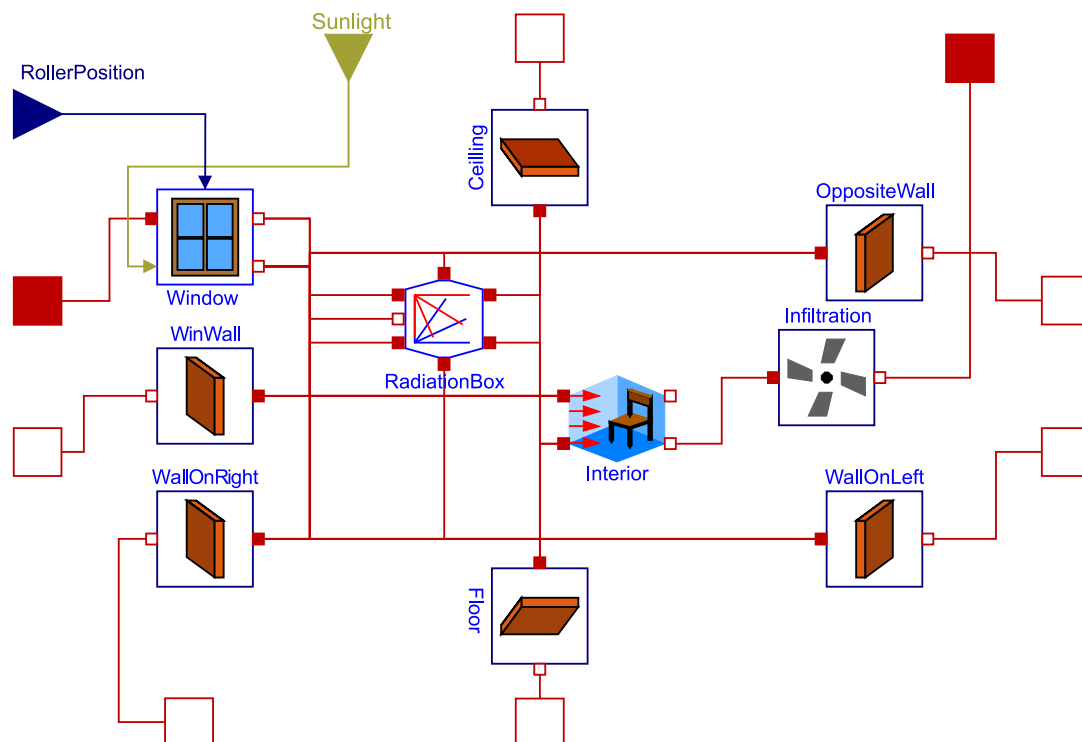 Sunlight
RollerPosition
Ceilling
OppositeWall
Window
Infiltration
WinWall
RadiationBox
Interior
WallOnRight
WallOnLeft
Floor